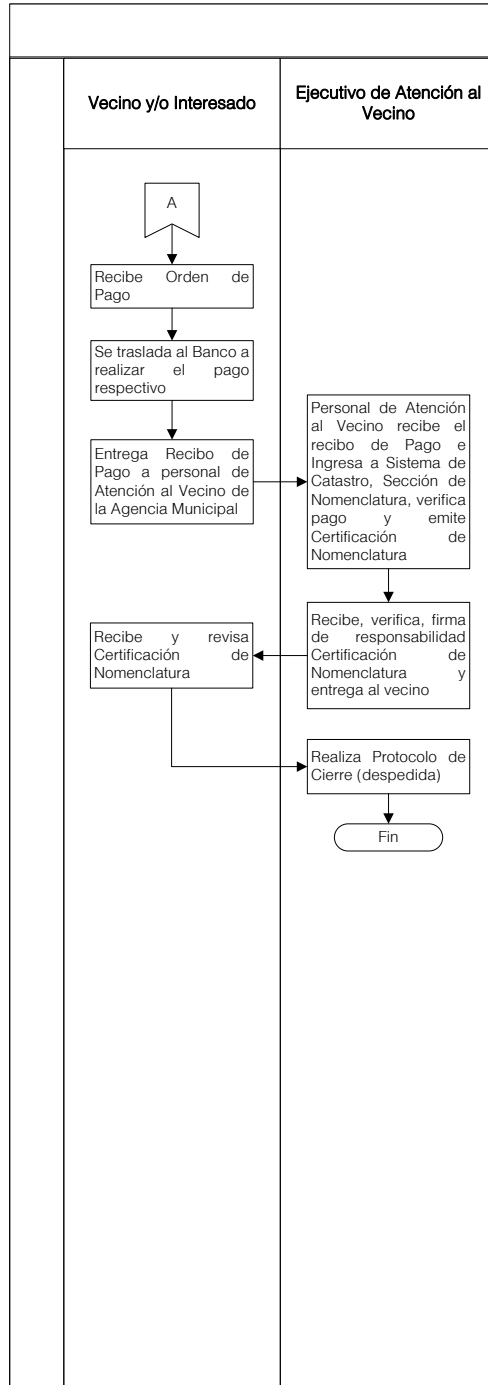 Vecino y/o Interesado
Ejecutivo de Atención al
Vecino
A
Recibe Orden de
Pago
Se traslada al Banco a
realizar el pago
respectivo
Entrega Recibo de
Pago a personal de
Atención al Vecino de
la Agencia Municipal
Personal de Atención
al Vecino recibe el
recibo de Pago e
Ingresa a Sistema de
Catastro, Sección de
Nomenclatura, verifica
pago y emite
Certificación de
Nomenclatura
Recibe, verifica, firma
de responsabilidad
Certificación de
Nomenclatura y
entrega al vecino
Recibe y revisa
Certificación de
Nomenclatura
Realiza Protocolo de
Cierre (despedida)
Fin